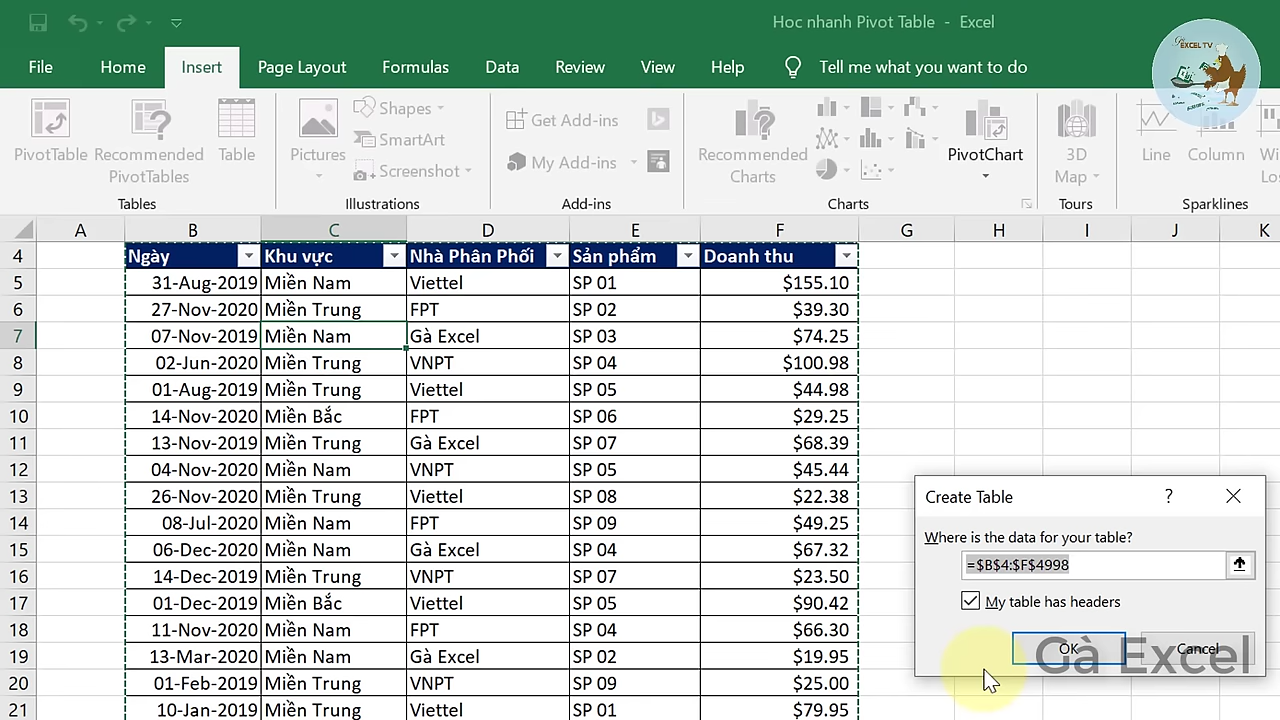 Hoc nhanh Pivot Table - Excel
EXCEL TV
File Home Insert Page Layout Formulas Data Review View Help Tell me what you want to do
PivotTable Recommended PivotTables Table Pictures Shapes SmartArt Screenshot Get Add-ins My Add-ins Recommended Charts PivotChart 3D Map Line Column
Tables Illustrations Add-ins Charts Tours Sparklines
A B C D E F G H I J K
4 Ngày Khu vực Nhà Phân Phối Sản phẩm Doanh thu
5 31-Aug-2019 Miền Nam Viettel SP 01 $155.10
6 27-Nov-2020 Miền Trung FPT SP 02 $39.30
7 07-Nov-2019 Miền Nam Gà Excel SP 03 $74.25
8 02-Jun-2020 Miền Trung VNPT SP 04 $100.98
9 01-Aug-2019 Miền Trung Viettel SP 05 $44.98
10 14-Nov-2020 Miền Bắc FPT SP 06 $29.25
11 13-Nov-2019 Miền Trung Gà Excel SP 07 $68.39
12 04-Nov-2020 Miền Nam VNPT SP 05 $45.44
13 26-Nov-2019 Miền Trung Viettel SP 08 $22.38
14 08-Jul-2020 Miền Nam FPT SP 09 $49.25
15 06-Dec-2020 Miền Nam Gà Excel SP 04 $67.32
16 14-Dec-2019 Miền Trung VNPT SP 07 $23.50
17 01-Dec-2019 Miền Bắc Viettel SP 05 $90.42
18 11-Nov-2020 Miền Nam FPT SP 04 $66.30
19 13-Mar-2020 Miền Nam Gà Excel SP 02 $19.95
20 01-Feb-2019 Miền Trung VNPT SP 09 $25.00
21 10-Jan-2019 Miền Trung Viettel SP 01 $79.95
Create Table ?
Where is the data for your table?
=$B$4:$F$4998
My table has headers
OK Cancel
Gà Excel